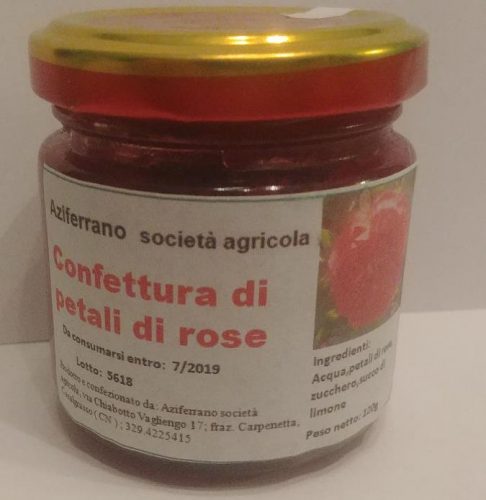 Aziferrano società agricola
Confettura di
petali di rose
Da consumarsi entro: 7/2019
Lotto: 5618
Prodotto e confezionato da: Aziferrano società
agricola, via Chiabotto Vaghengo 17; fraz. Carpenetta,
( CN ) ; 329.4225415
Ingredienti:
Acqua,petali di rose,
zucchero,succo di
limone
Peso netto: 120g